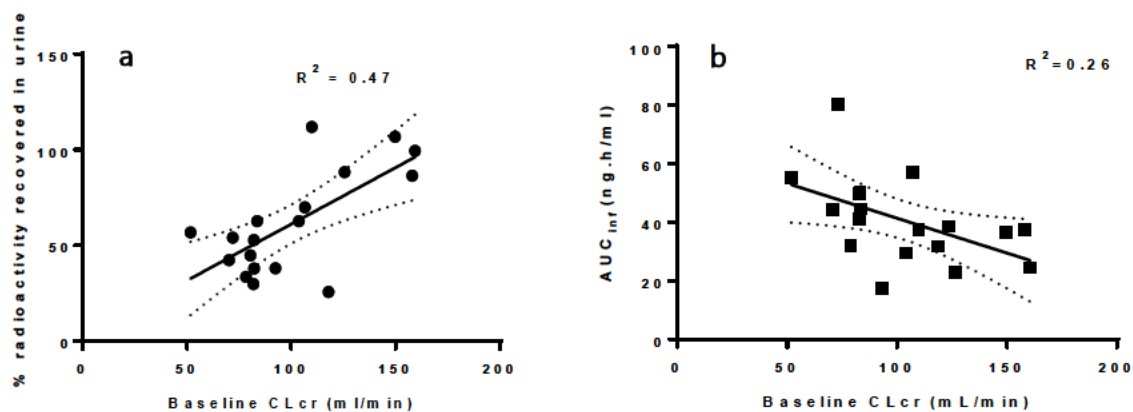 a
R² = 0.47
% radioactivity recovered in urine
150
100
50
0
0 50 100 150 200
Baseline CLcr (ml/min)
b
R²=0.26
AUCinf (ng.h/ml)
100
80
60
40
20
0
0 50 100 150 200
Baseline CLcr (mL/min)